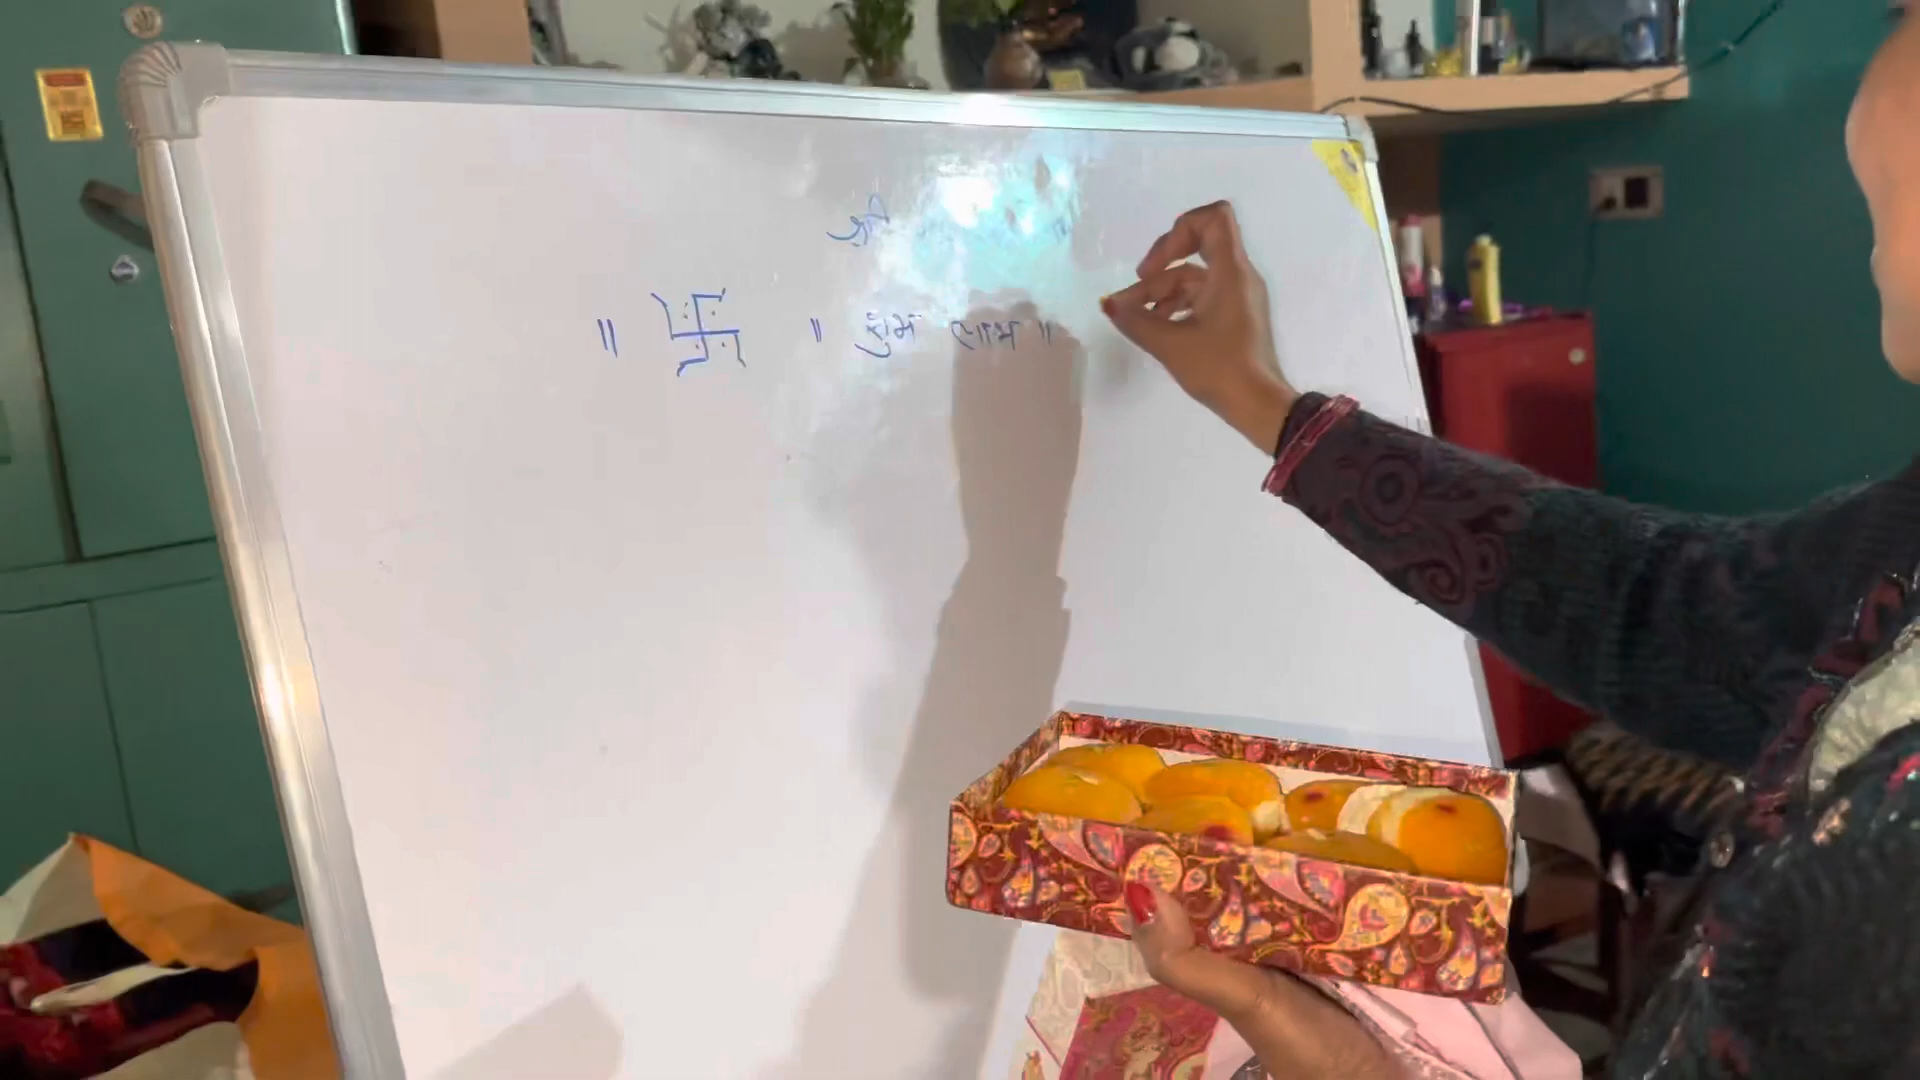 श्री
॥ 卐 ॥ शुभ लाभ ॥